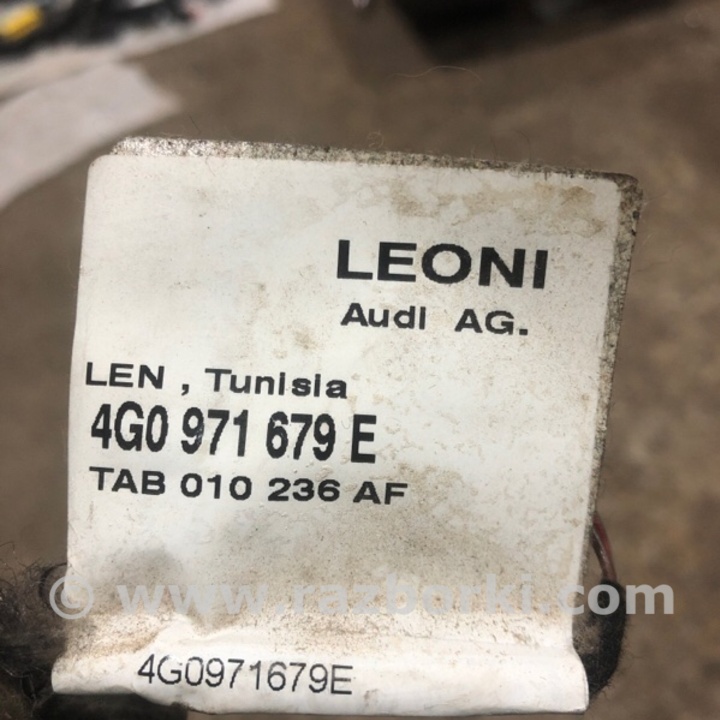 LEONI
Audi AG.
LEN , Tunisia
4G0 971 679 E
TAB 010 236 AF
© www.razborki.com
4G0971679E